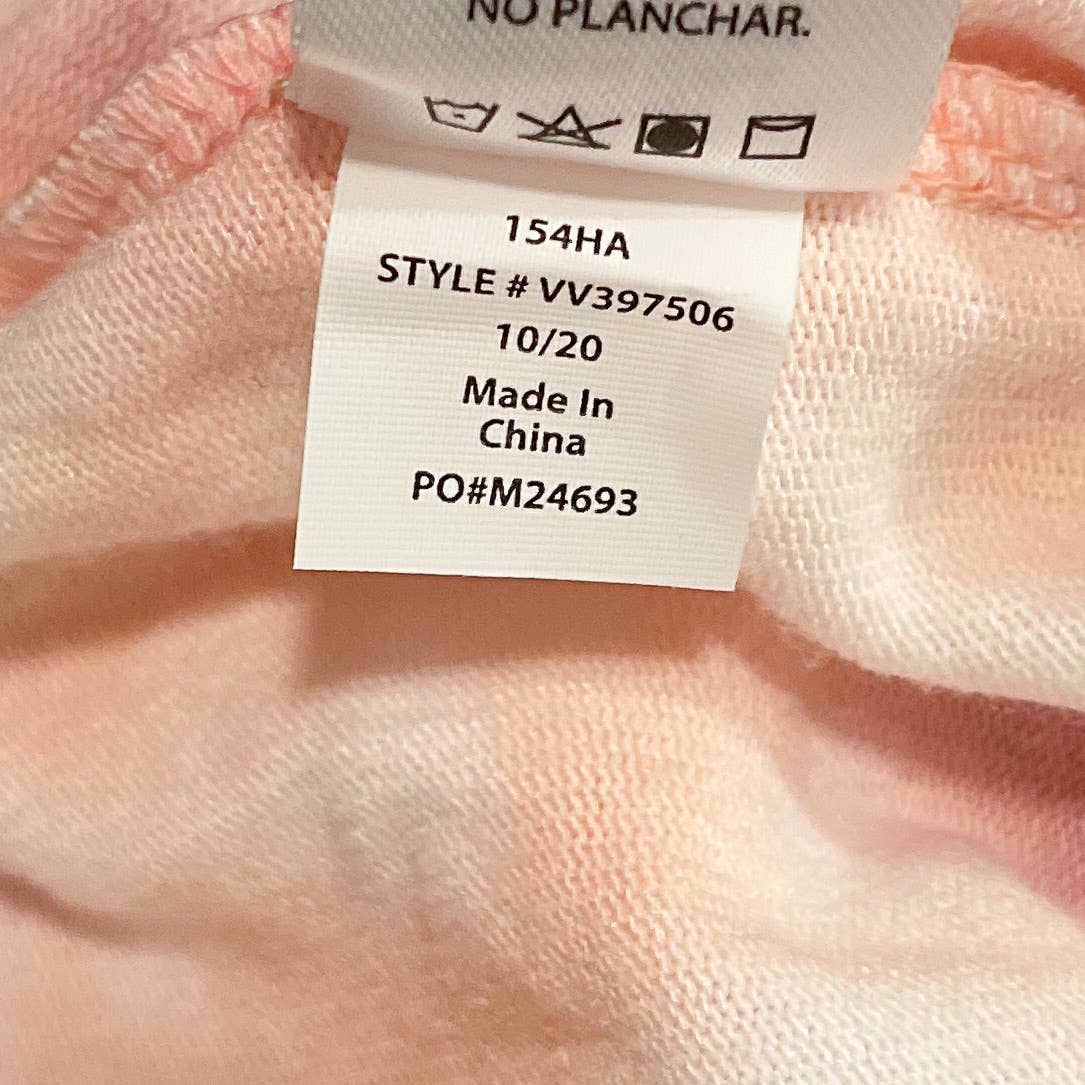 NO PLANCHAR.
154HA
STYLE # VV397506
10/20
Made In
China
PO#M24693